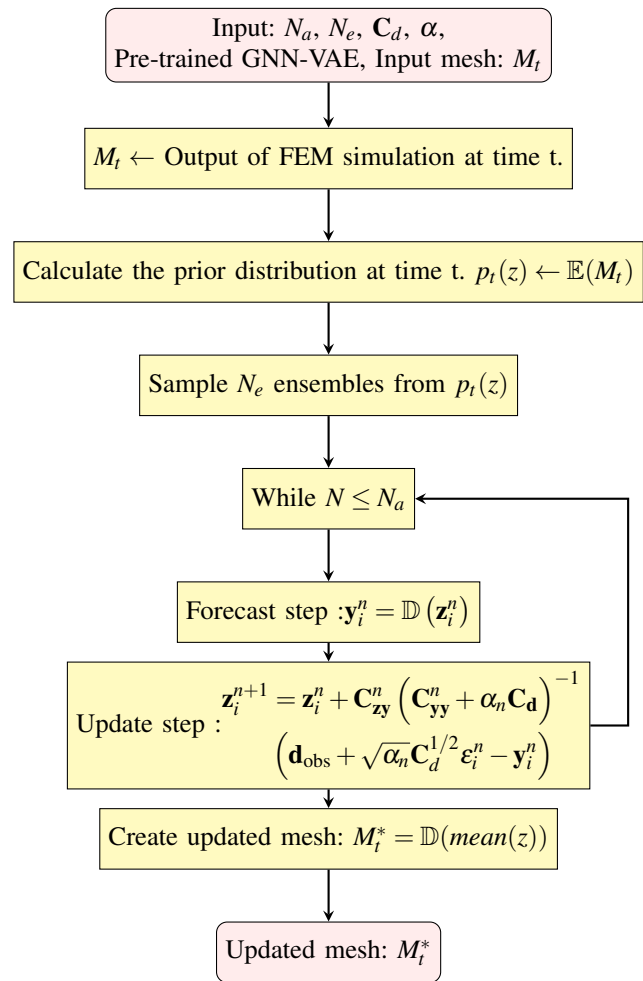 Input: N_a, N_e, C_d, α,
Pre-trained GNN-VAE, Input mesh: M_t
M_t ← Output of FEM simulation at time t.
Calculate the prior distribution at time t. p_t(z) ← 𝔼(M_t)
Sample N_e ensembles from p_t(z)
While N ≤ N_a
Forecast step :y_i^n = 𝔻(z_i^n)
Update step : z_i^{n+1} = z_i^n + C_{zy}^n (C_{yy}^n + α_n C_d)^{-1}
(d_{obs} + √α_n C_d^{1/2} ε_i^n − y_i^n)
Create updated mesh: M_t^* = 𝔻(mean(z))
Updated mesh: M_t^*